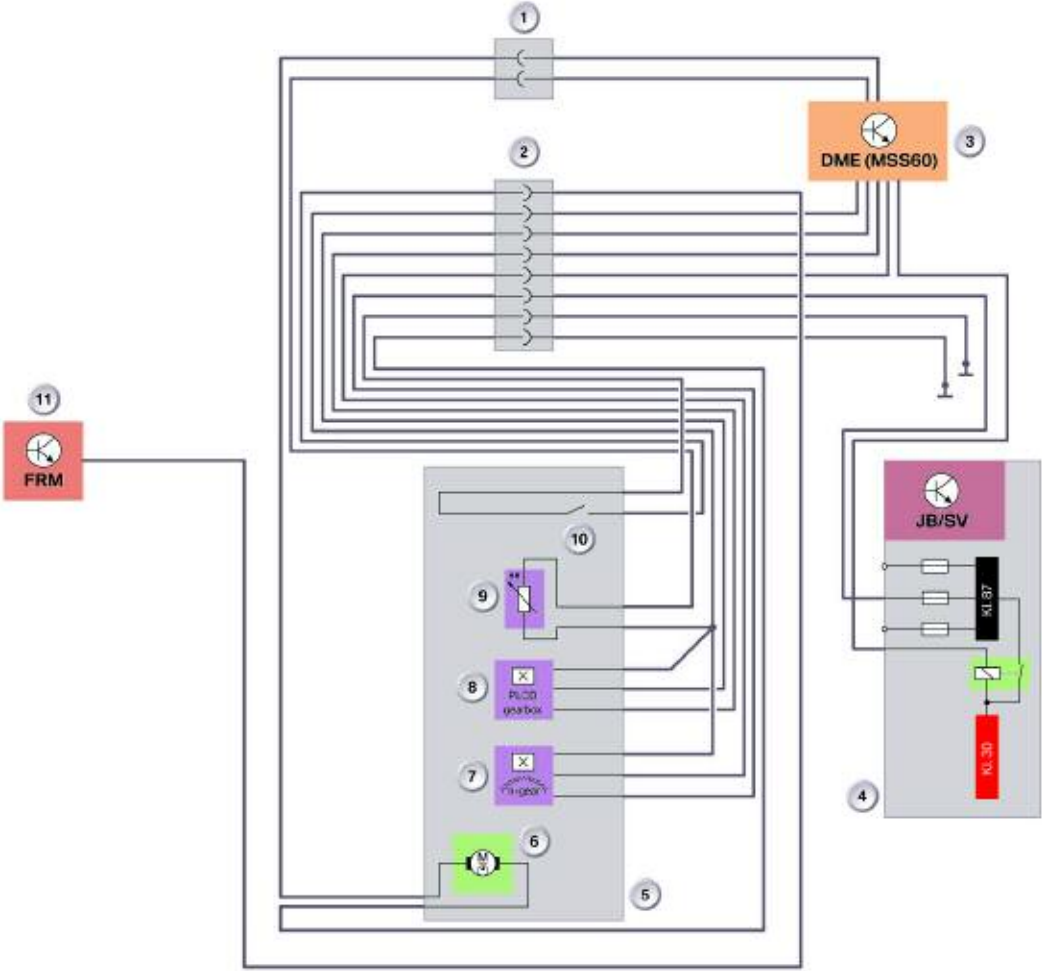 1
2
3
DME (MSS60)
11
FRM
JB/SV
10
9
Kl.87
8
PLCD
gearbox
7
n-gear
Kl.30
4
6
M
5